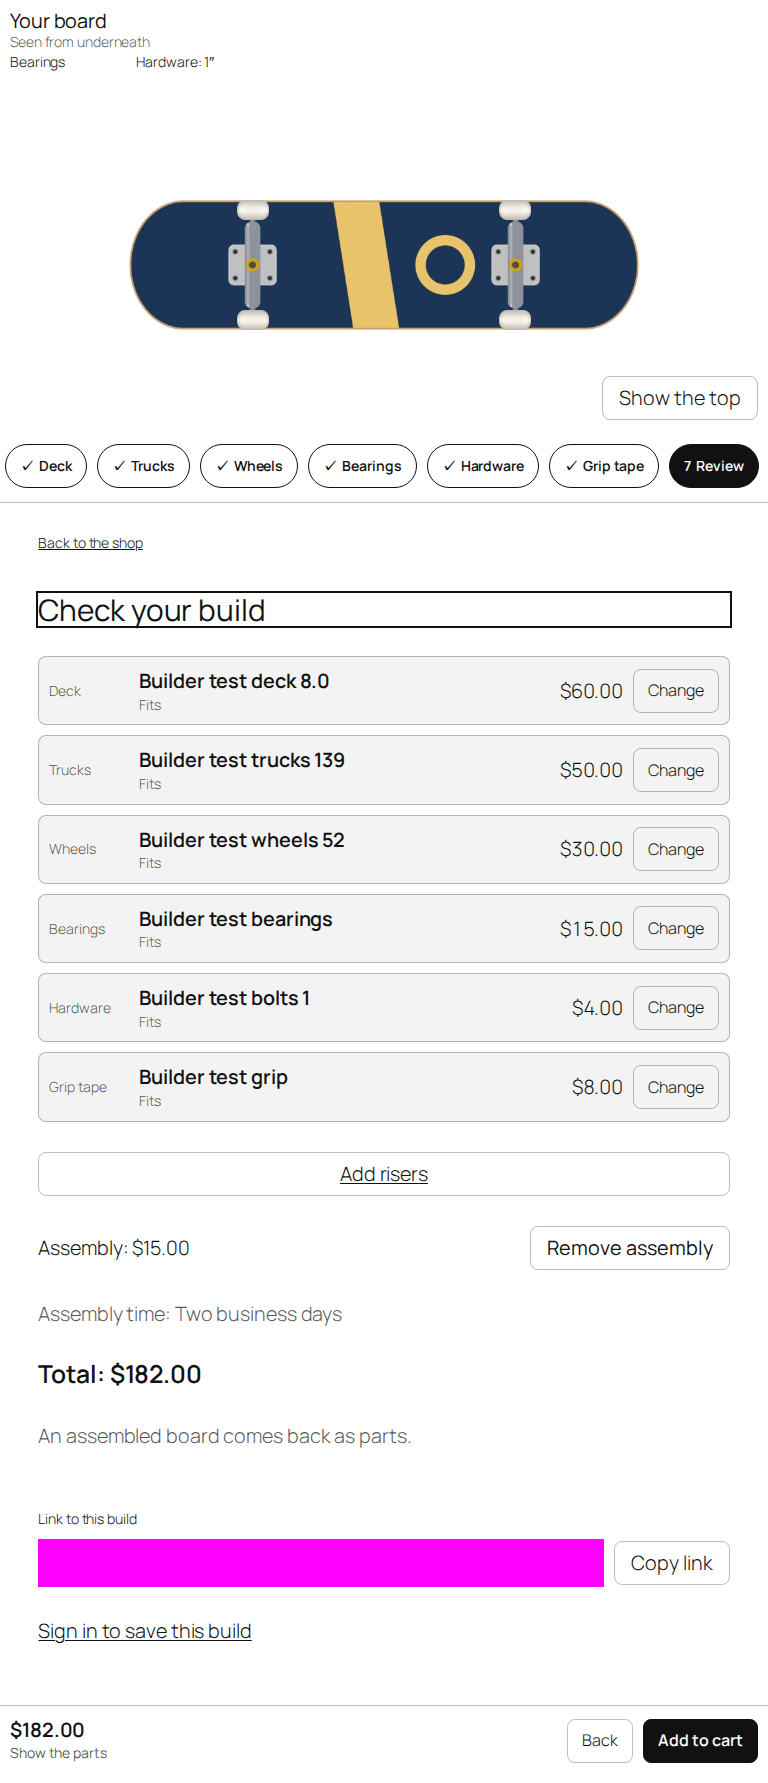 Your board
Seen from underneath
Bearings
Hardware: 1″
Show the top
✓ Deck
✓ Trucks
✓ Wheels
✓ Bearings
✓ Hardware
✓ Grip tape
7 Review
Back to the shop
Check your build
Deck
Builder test deck 8.0
Fits
$60.00
Change
Trucks
Builder test trucks 139
Fits
$50.00
Change
Wheels
Builder test wheels 52
Fits
$30.00
Change
Bearings
Builder test bearings
Fits
$15.00
Change
Hardware
Builder test bolts 1
Fits
$4.00
Change
Grip tape
Builder test grip
Fits
$8.00
Change
Add risers
Assembly: $15.00
Remove assembly
Assembly time: Two business days
Total: $182.00
An assembled board comes back as parts.
Link to this build
Copy link
Sign in to save this build
$182.00
Show the parts
Back
Add to cart